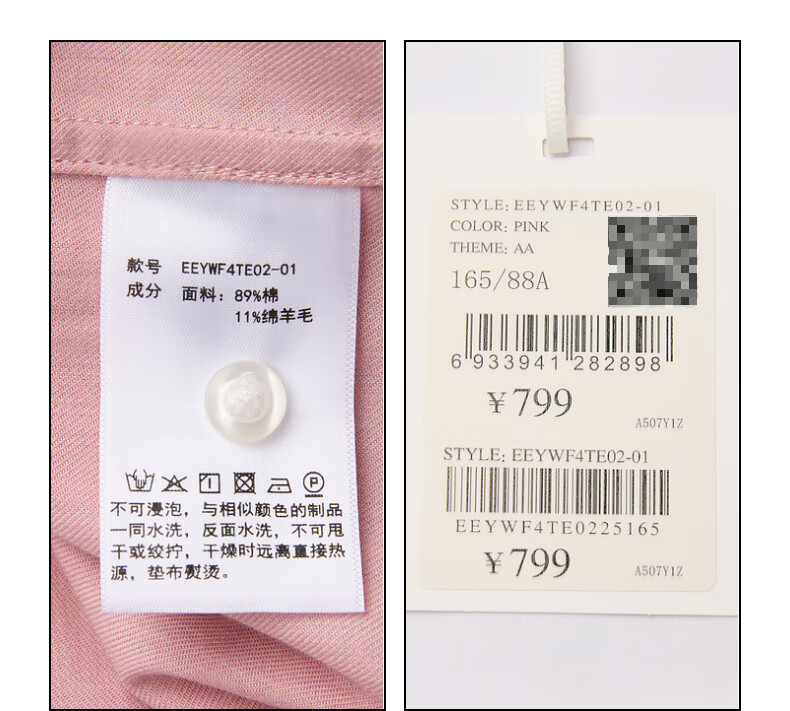 款号 EEYWF4TE02-01
成分 面料：89%棉
11%绵羊毛
P
不可浸泡，与相似颜色的制品
一同水洗，反面水洗，不可甩
干或绞拧，干燥时远离直接热
源，垫布熨烫。
STYLE: EEYWF4TE02-01
COLOR: PINK
THEME: AA
165/88A
6 933941 282898
¥799
A507Y1Z
STYLE: EEYWF4TE02-01
EEYWF4TE0225165
¥799
A507Y1Z